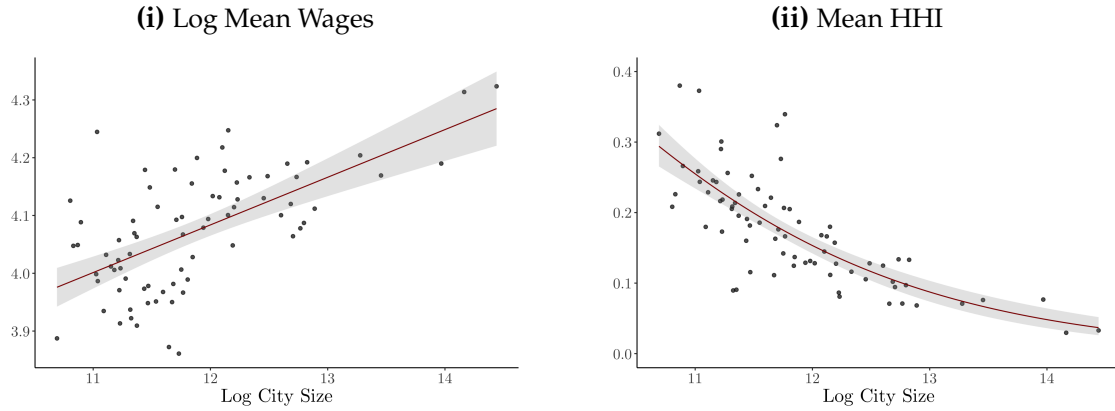 (i) Log Mean Wages
4.3
4.2
4.1
4.0
3.9
11 12 13 14
Log City Size
(ii) Mean HHI
0.4
0.3
0.2
0.1
0.0
11 12 13 14
Log City Size